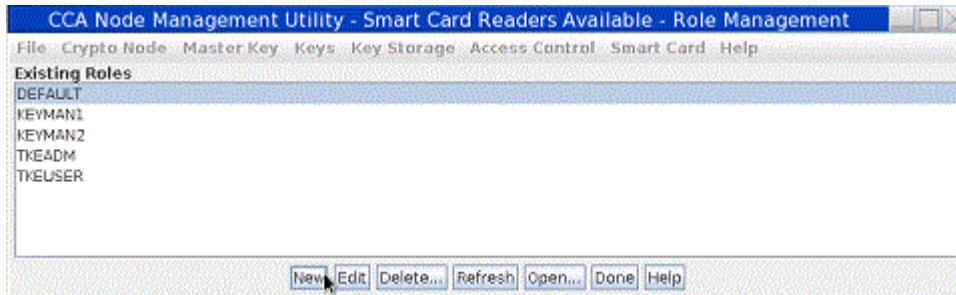 CCA Node Management Utility - Smart Card Readers Available - Role Management
File Crypto Node Master Key Keys Key Storage Access Control Smart Card Help
Existing Roles
DEFAULT
KEYMAN1
KEYMAN2
TKEADM
TKEUSER
New Edit Delete... Refresh Open... Done Help